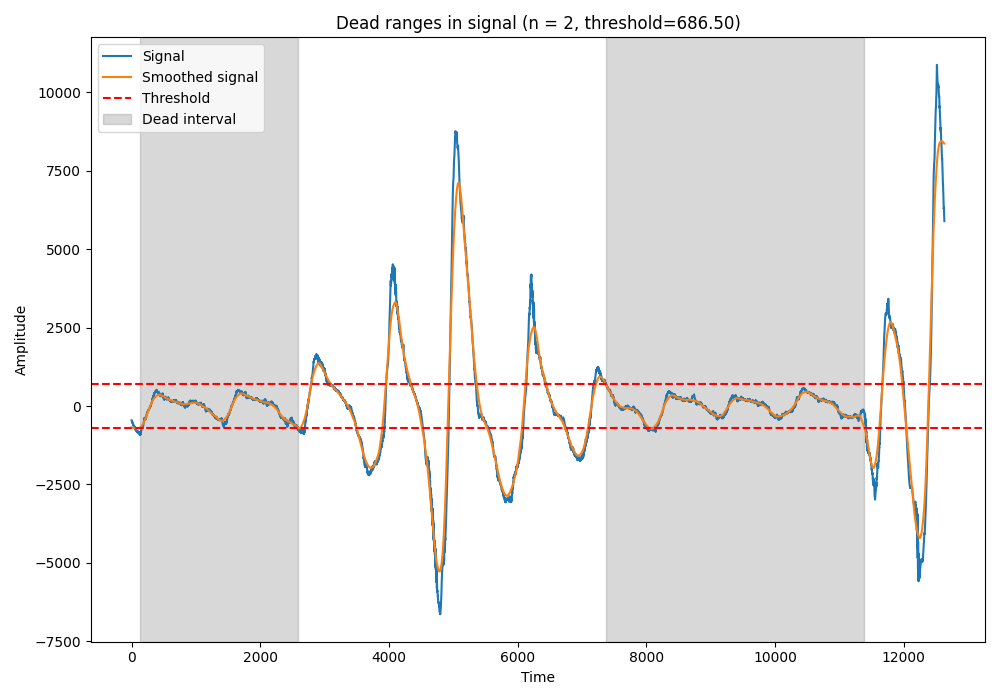 Dead ranges in signal (n = 2, threshold=686.50)
Signal
Smoothed signal
Threshold
Dead interval
10000
7500
5000
2500
0
−2500
−5000
−7500
Amplitude
0 2000 4000 6000 8000 10000 12000
Time